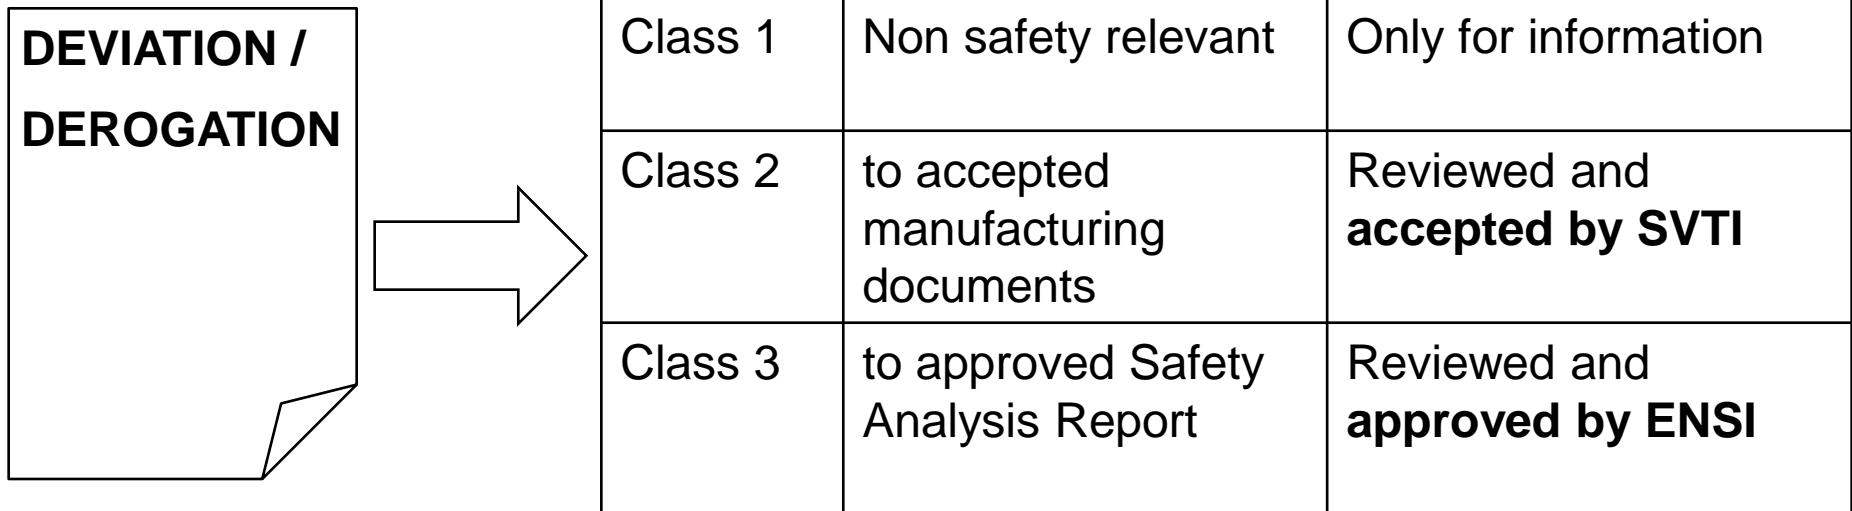 DEVIATION /
DEROGATION
Class 1
Non safety relevant
Only for information
Class 2
to accepted
manufacturing
documents
Reviewed and
accepted by SVTI
Class 3
to approved Safety
Analysis Report
Reviewed and
approved by ENSI